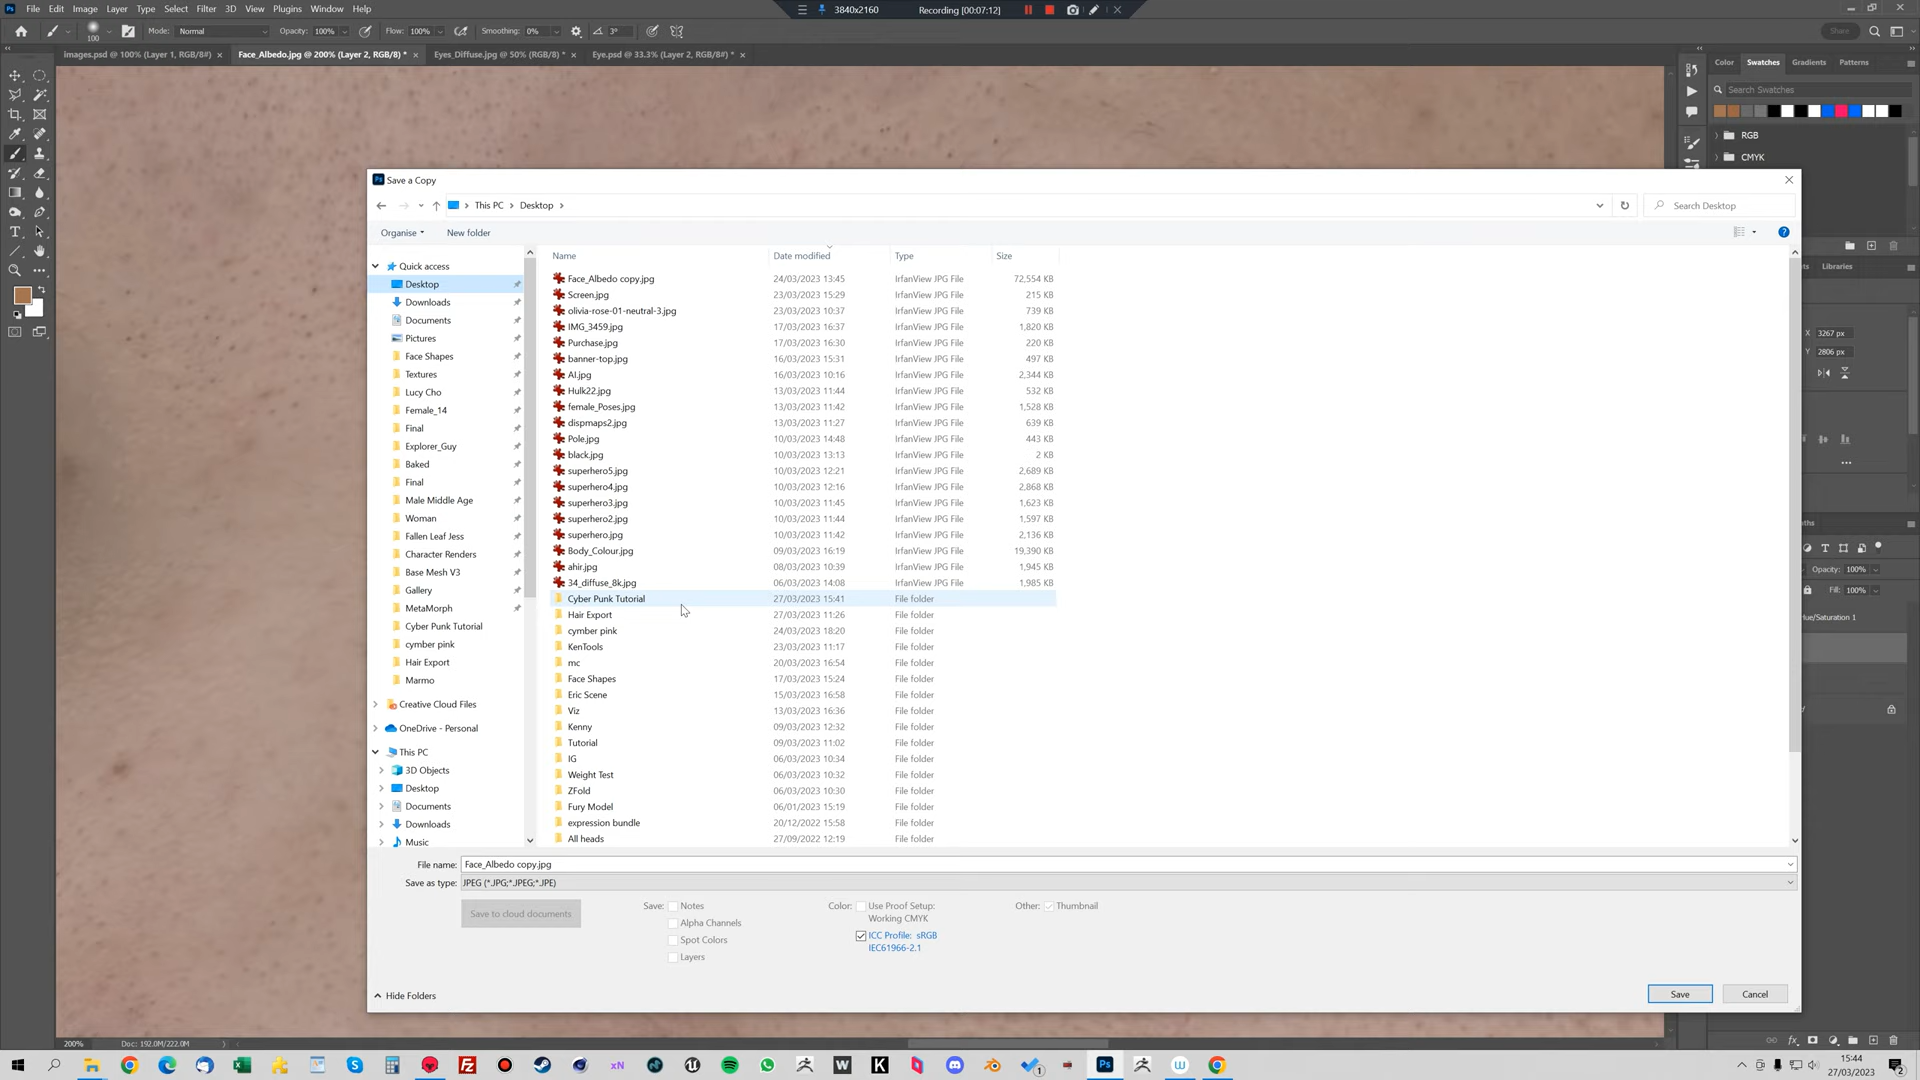 File Edit Image Layer Type Select Filter 3D View Plugins Window Help
3840x2160 Recording [00:07:12]
100 Mode: Normal Opacity: 100% Flow: 100% Smoothing: 0% 3° Share
images.psd @ 100% (Layer 1, RGB/8#) × Face_Albedo.jpg @ 200% (Layer 2, RGB/8) * × Eyes_Diffuse.jpg @ 50% (RGB/8) * × Eye.psd @ 33.3% (Layer 2, RGB/8#) * ×
Color Swatches Gradients Patterns
Search Swatches
RGB
CMYK
Libraries
X 3267 px
Y 2806 px
Opacity: 100%
Fill: 100%
Hue/Saturation 1
Save a Copy
This PC > Desktop >
Search Desktop
Organise New folder
Name Date modified Type Size
Face_Albedo copy.jpg 24/03/2023 13:45 IrfanView JPG File 72,554 KB
Screen.jpg 23/03/2023 15:29 IrfanView JPG File 215 KB
olivia-rose-01-neutral-3.jpg 23/03/2023 10:37 IrfanView JPG File 739 KB
IMG_3459.jpg 17/03/2023 16:37 IrfanView JPG File 1,820 KB
Purchase.jpg 17/03/2023 16:30 IrfanView JPG File 220 KB
banner-top.jpg 16/03/2023 15:31 IrfanView JPG File 497 KB
AI.jpg 16/03/2023 10:16 IrfanView JPG File 2,344 KB
Hulk22.jpg 13/03/2023 11:44 IrfanView JPG File 532 KB
female_Poses.jpg 13/03/2023 11:42 IrfanView JPG File 1,528 KB
dispmaps2.jpg 13/03/2023 11:27 IrfanView JPG File 639 KB
Pole.jpg 10/03/2023 14:48 IrfanView JPG File 443 KB
black.jpg 10/03/2023 13:13 IrfanView JPG File 2 KB
superhero5.jpg 10/03/2023 12:21 IrfanView JPG File 2,689 KB
superhero4.jpg 10/03/2023 12:16 IrfanView JPG File 2,868 KB
superhero3.jpg 10/03/2023 11:45 IrfanView JPG File 1,623 KB
superhero2.jpg 10/03/2023 11:44 IrfanView JPG File 1,597 KB
superhero.jpg 10/03/2023 11:42 IrfanView JPG File 2,136 KB
Body_Colour.jpg 09/03/2023 16:19 IrfanView JPG File 19,390 KB
ahir.jpg 08/03/2023 10:39 IrfanView JPG File 1,945 KB
34_diffuse_8k.jpg 06/03/2023 14:08 IrfanView JPG File 1,985 KB
Cyber Punk Tutorial 27/03/2023 15:41 File folder
Hair Export 27/03/2023 11:26 File folder
cymber pink 24/03/2023 18:20 File folder
KenTools 23/03/2023 11:17 File folder
mc 20/03/2023 16:54 File folder
Face Shapes 17/03/2023 15:24 File folder
Eric Scene 15/03/2023 16:58 File folder
Viz 13/03/2023 16:36 File folder
Kenny 09/03/2023 12:32 File folder
Tutorial 09/03/2023 11:02 File folder
IG 06/03/2023 10:34 File folder
Weight Test 06/03/2023 10:32 File folder
ZFold 06/03/2023 10:30 File folder
Fury Model 06/01/2023 15:19 File folder
expression bundle 20/12/2022 15:58 File folder
All heads 27/09/2022 12:19 File folder
Quick access
Desktop
Downloads
Documents
Pictures
Face Shapes
Textures
Lucy Cho
Female_14
Final
Explorer_Guy
Baked
Final
Male Middle Age
Woman
Fallen Leaf Jess
Character Renders
Base Mesh V3
Gallery
MetaMorph
Cyber Punk Tutorial
cymber pink
Hair Export
Marmo
Creative Cloud Files
OneDrive - Personal
This PC
3D Objects
Desktop
Documents
Downloads
Music
File name: Face_Albedo copy.jpg
Save as type: JPEG (*.JPG;*.JPEG;*.JPE)
Save to cloud documents
Save: Notes
Alpha Channels
Spot Colors
Layers
Color: Use Proof Setup:
Working CMYK
ICC Profile: sRGB
IEC61966-2.1
Other: Thumbnail
Hide Folders
Save Cancel
200% Doc: 192.0M/222.0M
15:44
27/03/2023